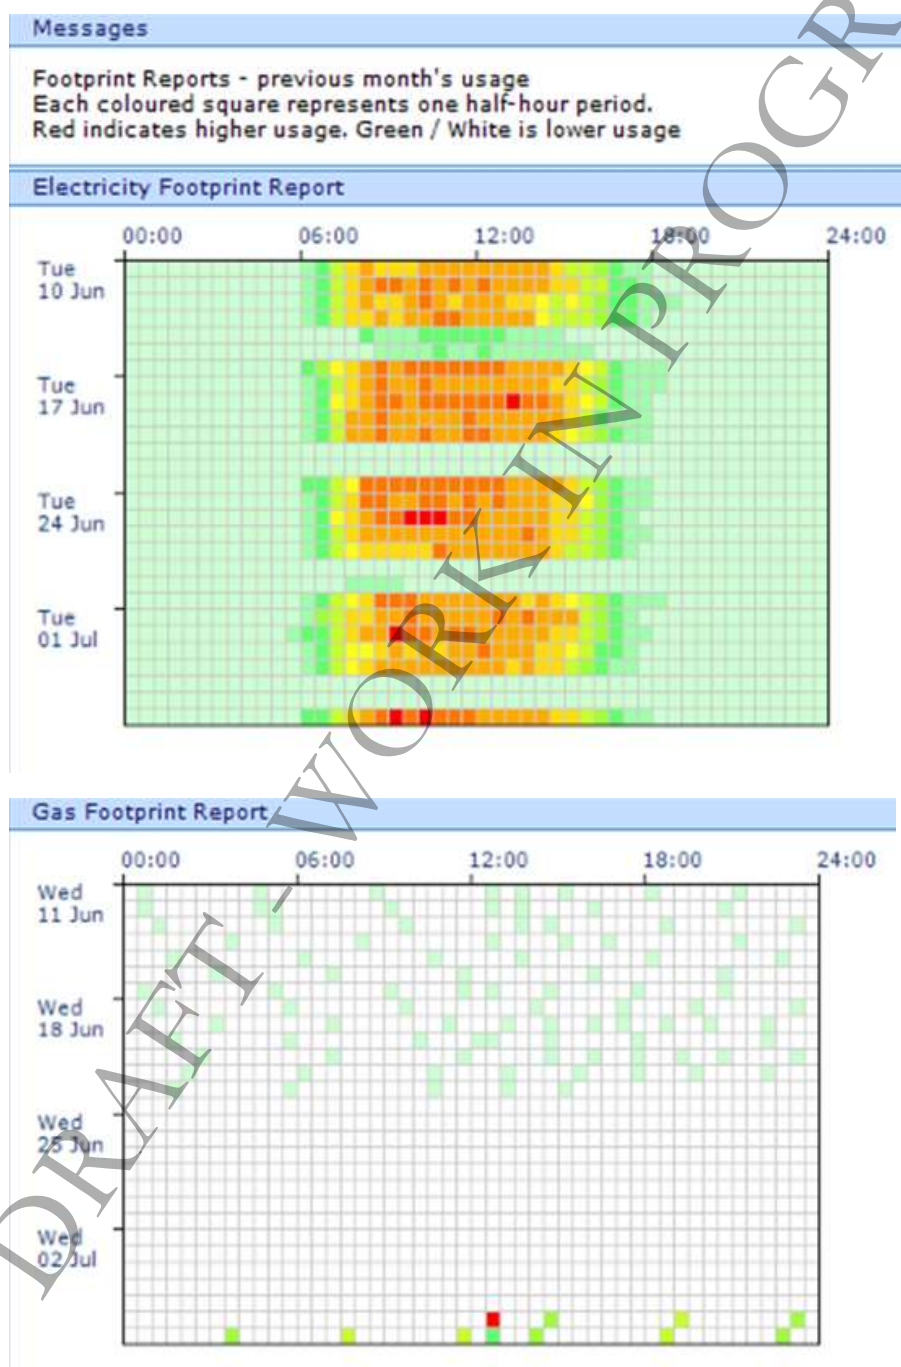 Messages
Footprint Reports - previous month's usage
Each coloured square represents one half-hour period.
Red indicates higher usage. Green / White is lower usage
Electricity Footprint Report
00:00 06:00 12:00 18:00 24:00
Tue
10 Jun
Tue
17 Jun
Tue
24 Jun
Tue
01 Jul
Gas Footprint Report
00:00 06:00 12:00 18:00 24:00
Wed
11 Jun
Wed
18 Jun
Wed
25 Jun
Wed
02 Jul
DRAFT - WORK IN PROGR